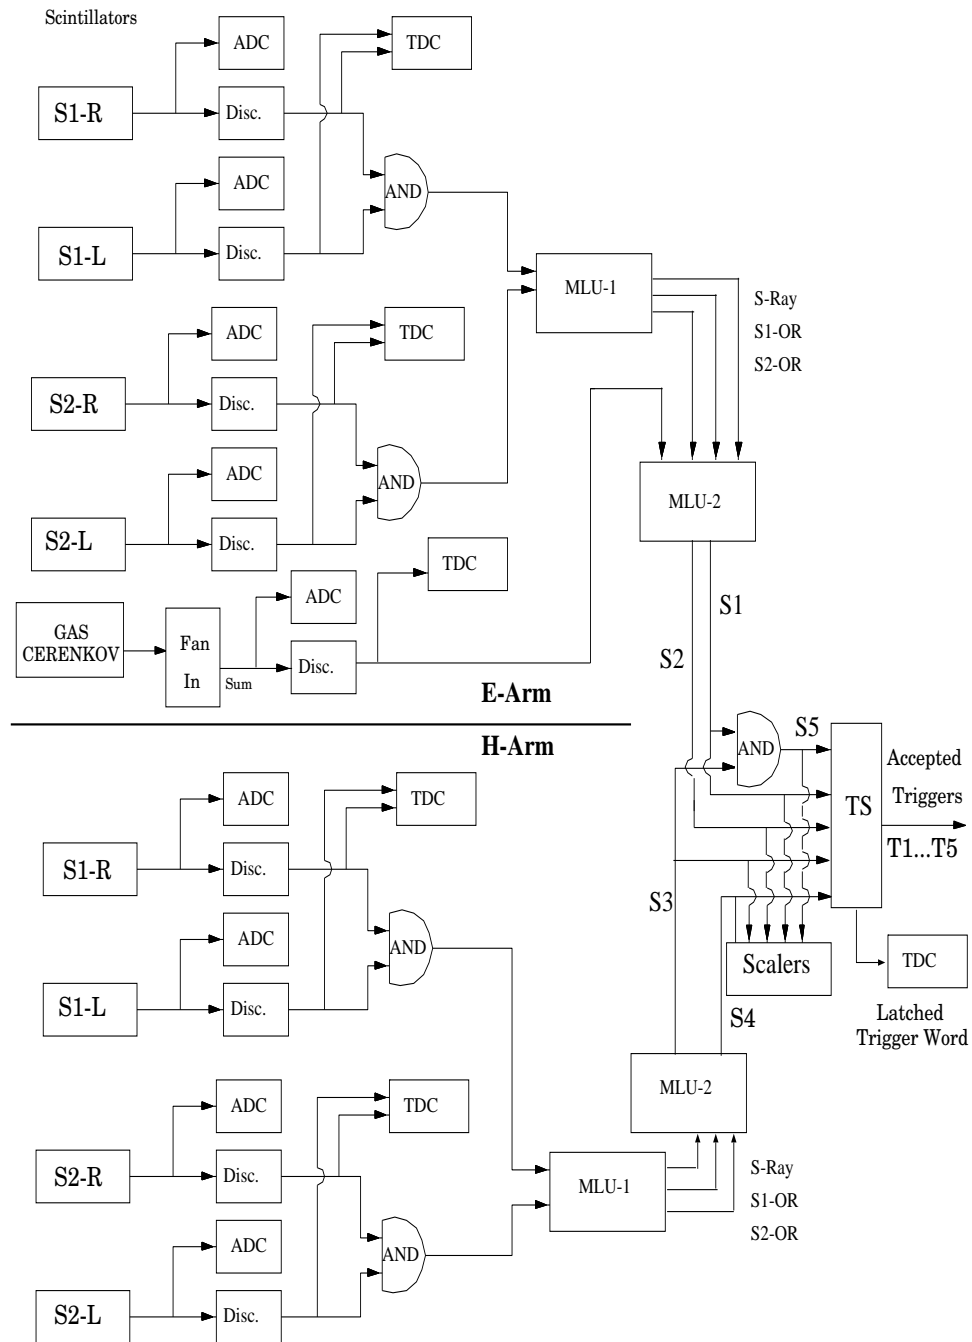 Scintillators
ADC
TDC
S1-R
Disc.
ADC
AND
S1-L
Disc.
MLU-1
S-Ray
S1-OR
S2-OR
ADC
TDC
S2-R
Disc.
ADC
AND
MLU-2
S2-L
Disc.
TDC
ADC
S1
GAS
CERENKOV
Fan
In
Sum
Disc.
S2
E-Arm
H-Arm
AND
S5
Accepted
Triggers
TS
T1...T5
ADC
TDC
S1-R
Disc.
S3
ADC
AND
Scalers
TDC
S1-L
Disc.
S4
Latched
Trigger Word
MLU-2
ADC
TDC
S2-R
Disc.
MLU-1
S-Ray
S1-OR
S2-OR
ADC
AND
S2-L
Disc.